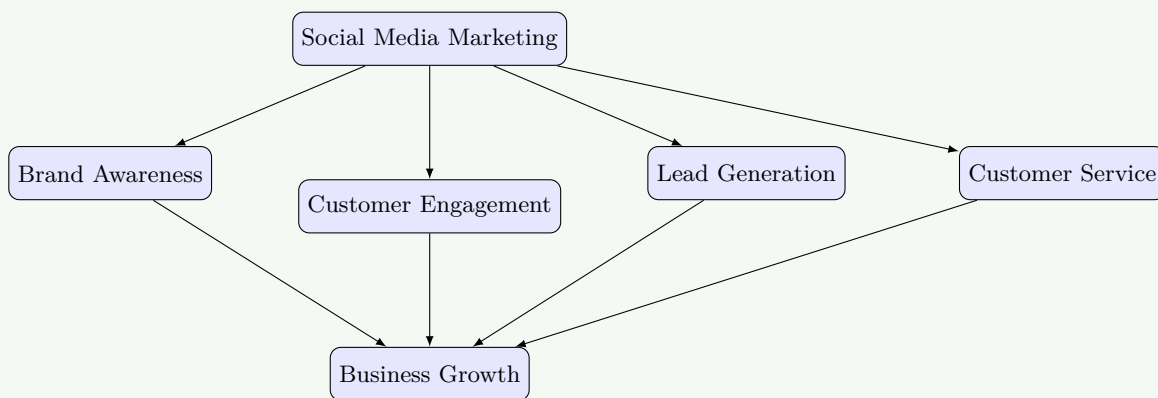 Social Media Marketing
Brand Awareness
Customer Engagement
Lead Generation
Customer Service
Business Growth